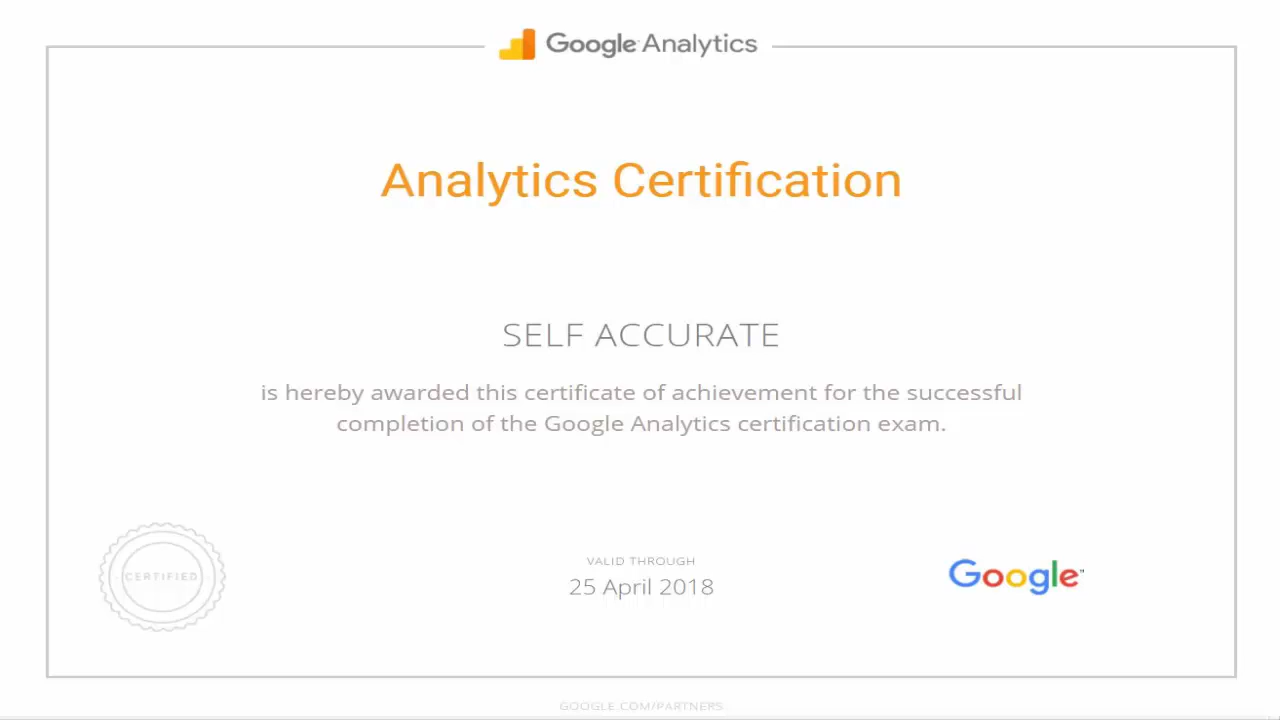 Google Analytics
Analytics Certification
SELF ACCURATE
is hereby awarded this certificate of achievement for the successful
completion of the Google Analytics certification exam.
CERTIFIED
VALID THROUGH
25 April 2018
Google™
GOOGLE.COM/PARTNERS